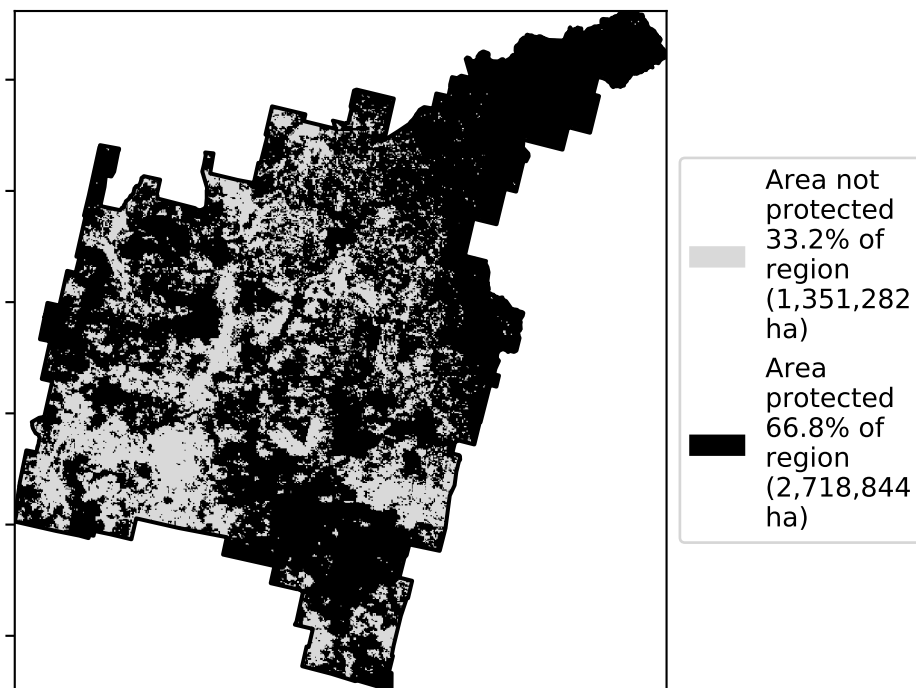 Area not
protected
33.2% of
region
(1,351,282
ha)
Area
protected
66.8% of
region
(2,718,844
ha)